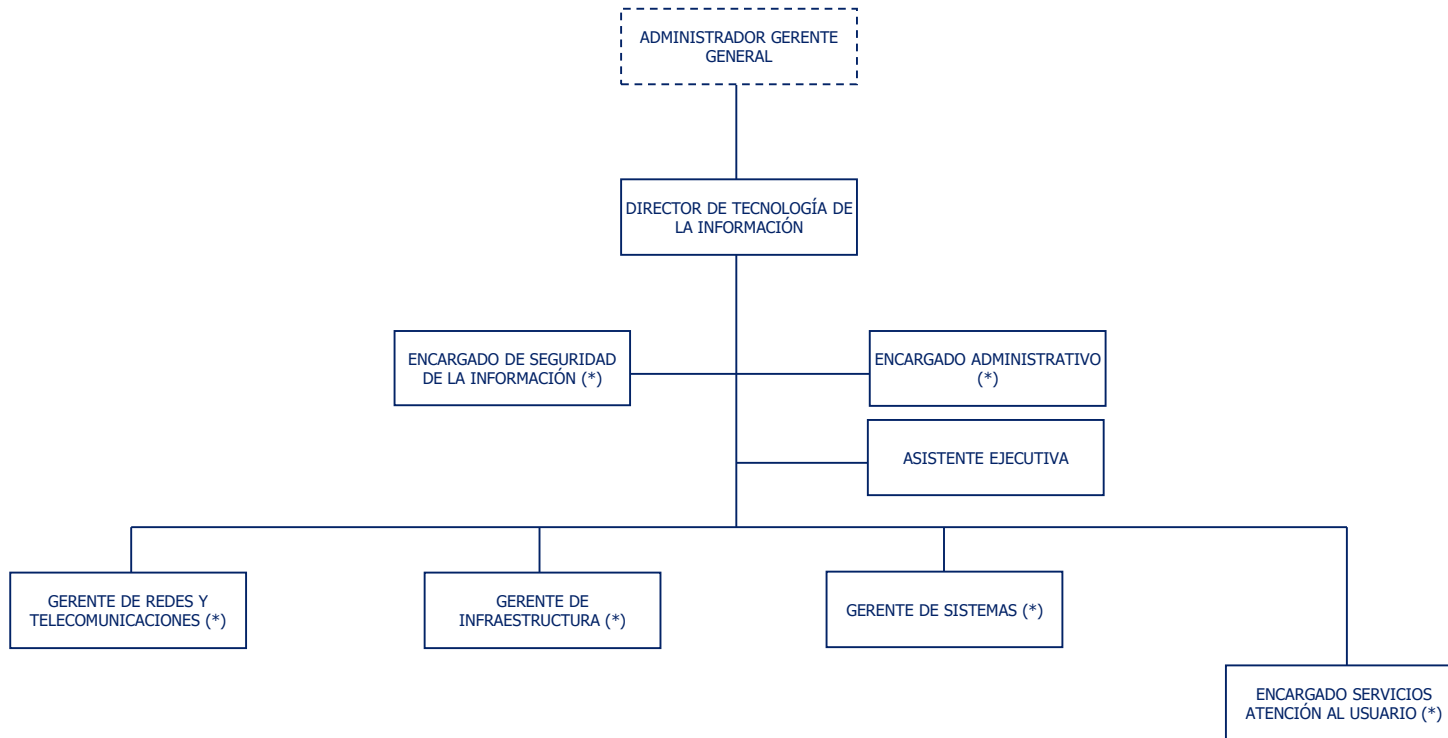 ADMINISTRADOR GERENTE
GENERAL
DIRECTOR DE TECNOLOGÍA DE
LA INFORMACIÓN
ENCARGADO DE SEGURIDAD
DE LA INFORMACIÓN (*)
ENCARGADO ADMINISTRATIVO
(*)
ASISTENTE EJECUTIVA
GERENTE DE REDES Y
TELECOMUNICACIONES (*)
GERENTE DE
INFRAESTRUCTURA (*)
GERENTE DE SISTEMAS (*)
ENCARGADO SERVICIOS
ATENCIÓN AL USUARIO (*)